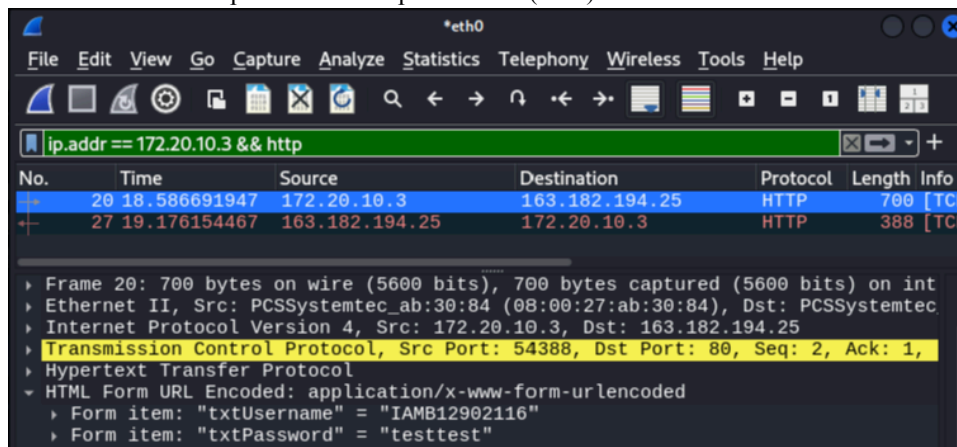 *eth0
File Edit View Go Capture Analyze Statistics Telephony Wireless Tools Help
ip.addr == 172.20.10.3 && http
No. Time Source Destination Protocol Length Info
20 18.586691947 172.20.10.3 163.182.194.25 HTTP 700 [TC
27 19.176154467 163.182.194.25 172.20.10.3 HTTP 388 [TC
Frame 20: 700 bytes on wire (5600 bits), 700 bytes captured (5600 bits) on int
Ethernet II, Src: PCSSystemtec_ab:30:84 (08:00:27:ab:30:84), Dst: PCSSystemtec_
Internet Protocol Version 4, Src: 172.20.10.3, Dst: 163.182.194.25
Transmission Control Protocol, Src Port: 54388, Dst Port: 80, Seq: 2, Ack: 1,
Hypertext Transfer Protocol
HTML Form URL Encoded: application/x-www-form-urlencoded
Form item: "txtUsername" = "IAMB12902116"
Form item: "txtPassword" = "testtest"